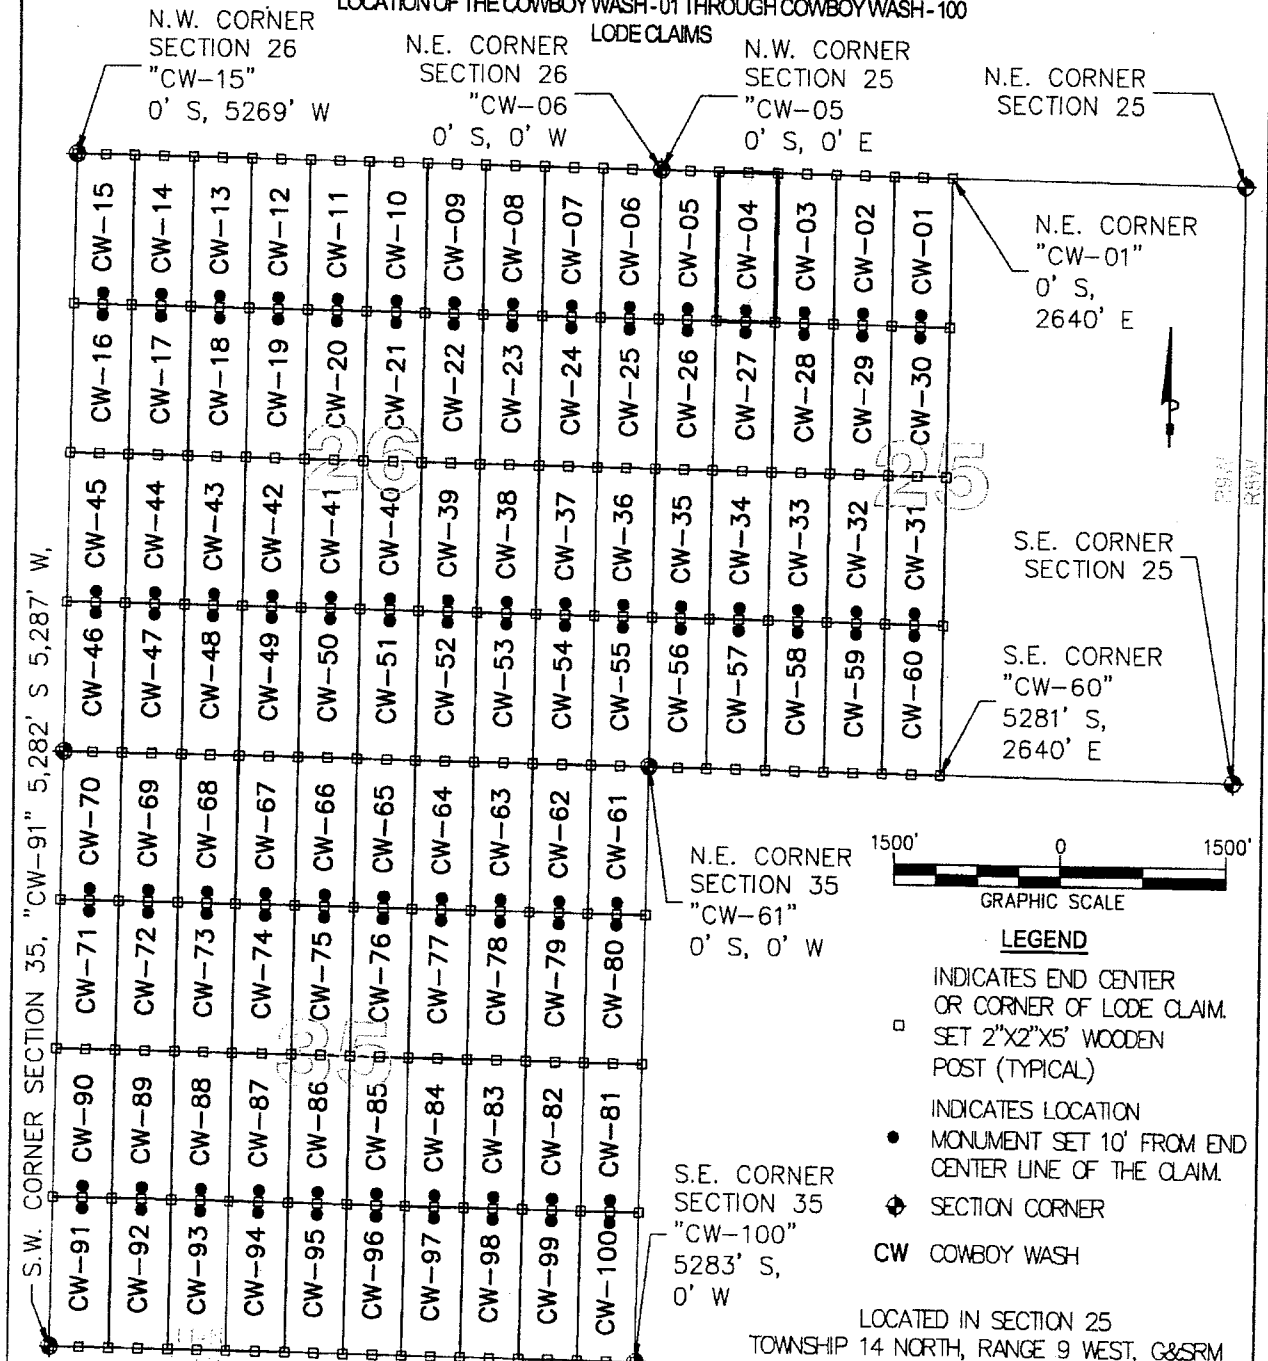 LOCATION OF THE COWBOY WASH-01 THROUGH COWBOY WASH-100
LODE CLAIMS
N.W. CORNER
SECTION 26
"CW-15"
0' S, 5269' W
N.E. CORNER
SECTION 26
"CW-06
0' S, 0' W
N.W. CORNER
SECTION 25
"CW-05
0' S, 0' E
N.E. CORNER
SECTION 25
CW-15 CW-14 CW-13 CW-12 CW-11 CW-10 CW-09 CW-08 CW-07 CW-06 CW-05 CW-04 CW-03 CW-02 CW-01
N.E. CORNER
"CW-01"
0' S,
2640' E
CW-16 CW-17 CW-18 CW-19 CW-20 CW-21 CW-22 CW-23 CW-24 CW-25 CW-26 CW-27 CW-28 CW-29 CW-30
26
25
R9W
R8W
CW-45 CW-44 CW-43 CW-42 CW-41 CW-40 CW-39 CW-38 CW-37 CW-36 CW-35 CW-34 CW-33 CW-32 CW-31
S.E. CORNER
SECTION 25
CW-46 CW-47 CW-48 CW-49 CW-50 CW-51 CW-52 CW-53 CW-54 CW-55 CW-56 CW-57 CW-58 CW-59 CW-60
S.E. CORNER
"CW-60"
5281' S,
2640' E
CW-70 CW-69 CW-68 CW-67 CW-66 CW-65 CW-64 CW-63 CW-62 CW-61
N.E. CORNER
SECTION 35
"CW-61"
0' S, 0' W
CW-71 CW-72 CW-73 CW-74 CW-75 CW-76 CW-77 CW-78 CW-79 CW-80
35
CW-90 CW-89 CW-88 CW-87 CW-86 CW-85 CW-84 CW-83 CW-82 CW-81
CW-91 CW-92 CW-93 CW-94 CW-95 CW-96 CW-97 CW-98 CW-99 CW-100
S.E. CORNER
SECTION 35
"CW-100"
5283' S,
0' W
S.W. CORNER SECTION 35, "CW-91" 5,282' S 5,287' W,
1500' 0 1500'
GRAPHIC SCALE
LEGEND
INDICATES END CENTER
OR CORNER OF LODE CLAIM.
SET 2"X2"X5' WOODEN
POST (TYPICAL)
INDICATES LOCATION
MONUMENT SET 10' FROM END
CENTER LINE OF THE CLAIM.
SECTION CORNER
CW COWBOY WASH
LOCATED IN SECTION 25
TOWNSHIP 14 NORTH, RANGE 9 WEST, G&SRM